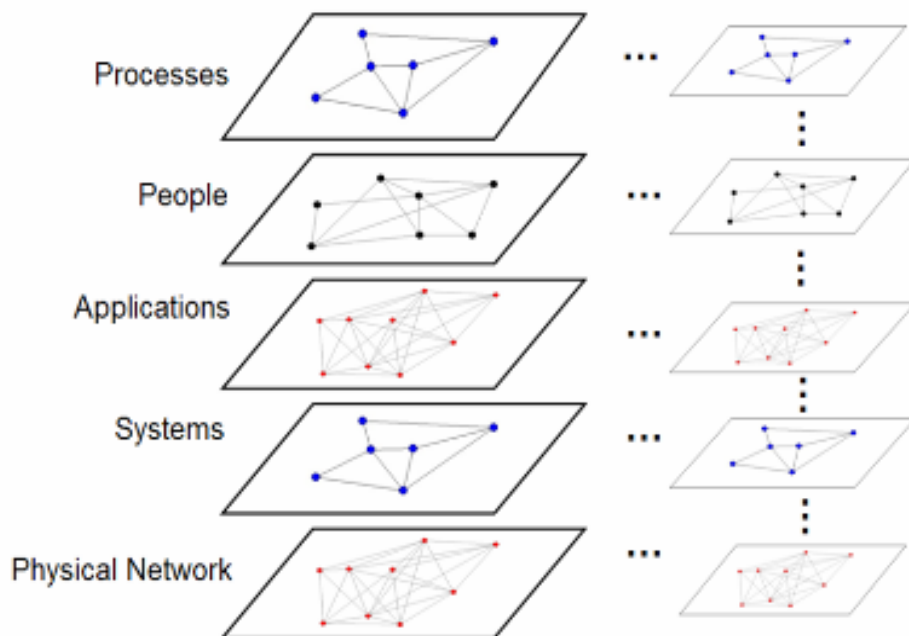 Processes
People
Applications
Systems
Physical Network